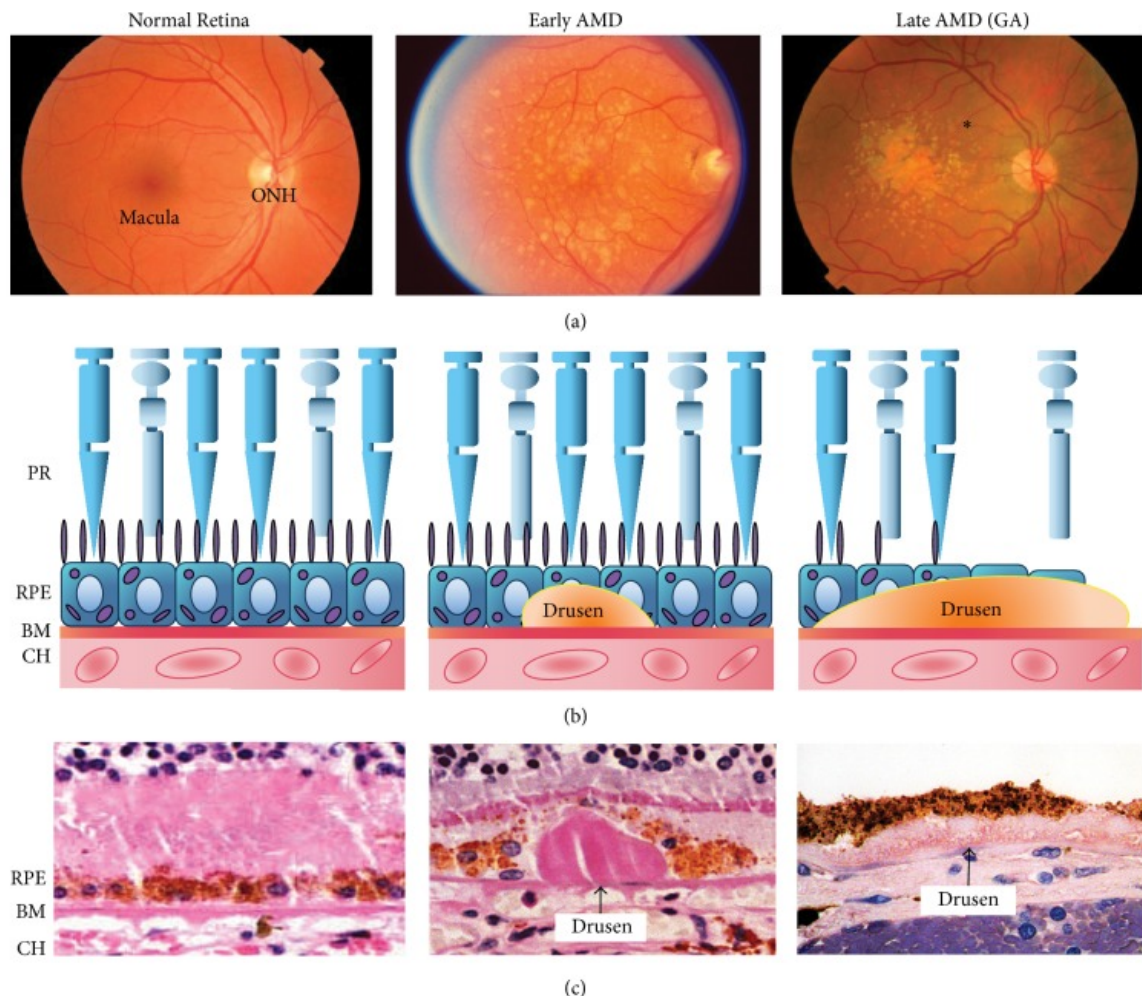 Normal Retina
Early AMD
Late AMD (GA)
*
ONH
Macula
(a)
PR
RPE
BM
CH
Drusen
Drusen
(b)
RPE
BM
CH
Drusen
Drusen
(c)